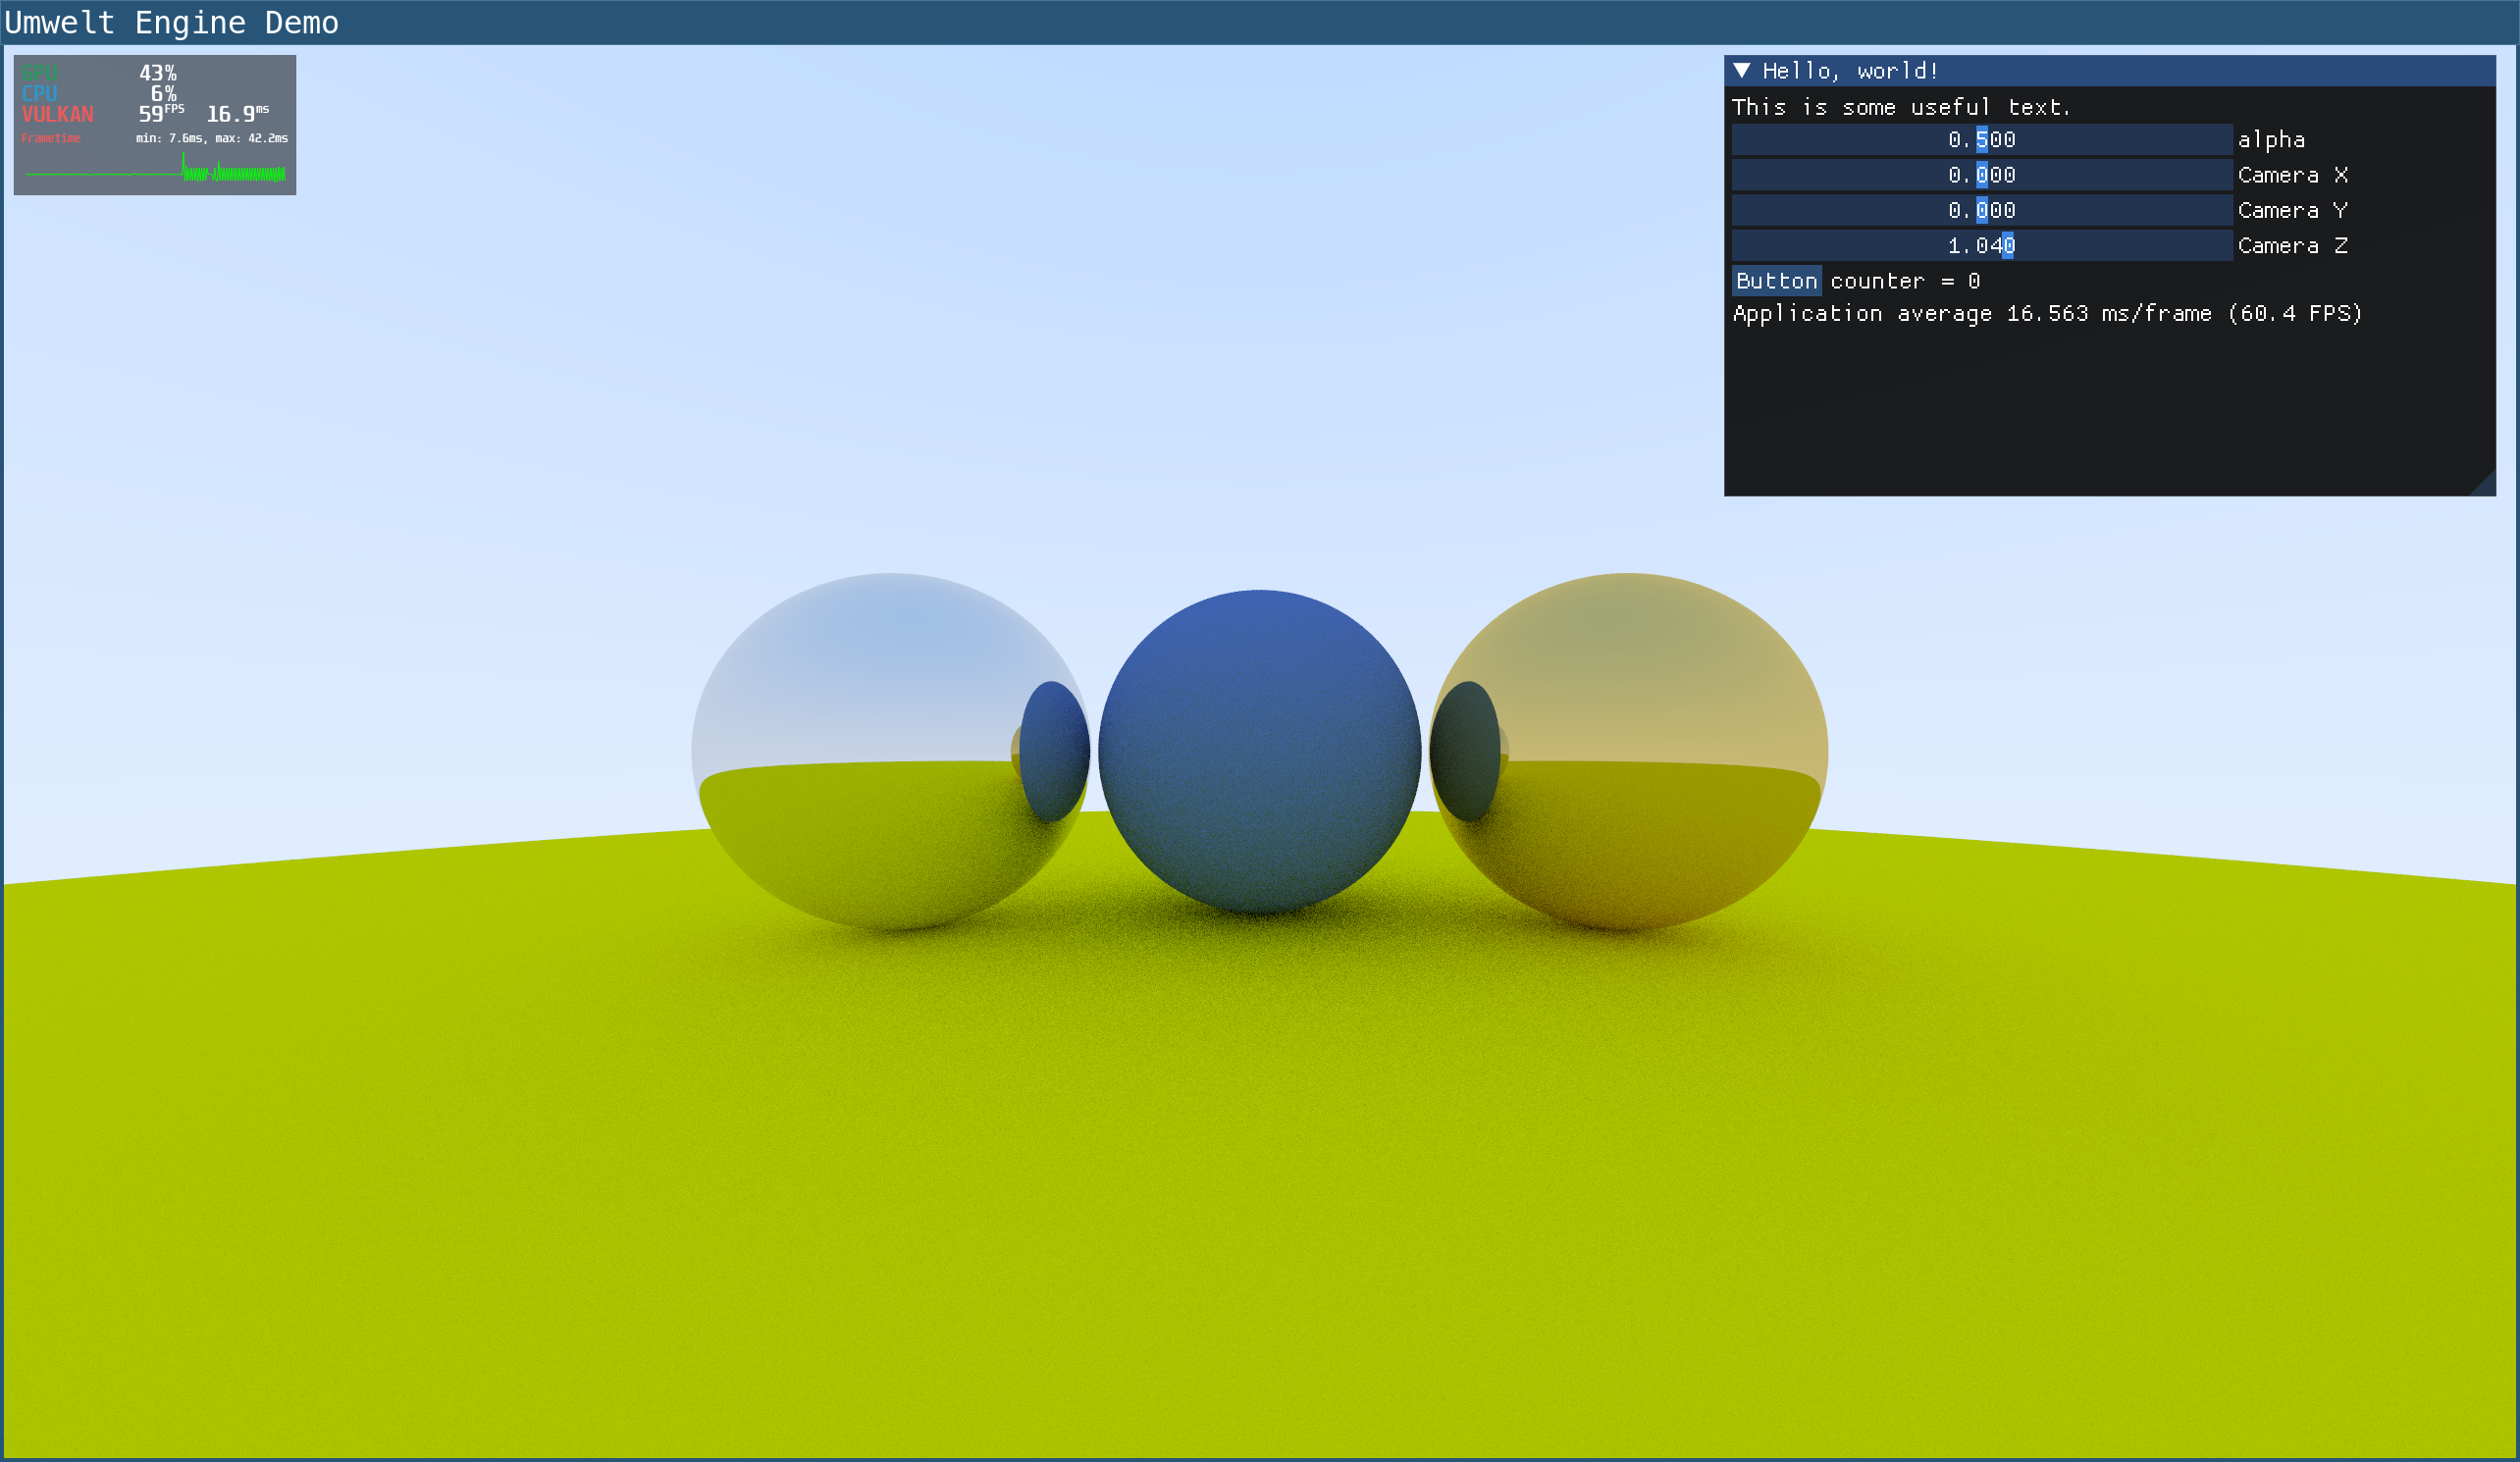 Umwelt Engine Demo
GPU 43%
CPU 6%
VULKAN 59FPS 16.9ms
Frametime min: 7.6ms, max: 42.2ms
▼ Hello, world!
This is some useful text.
0.500 alpha
0.000 Camera X
0.000 Camera Y
1.040 Camera Z
Button counter = 0
Application average 16.563 ms/frame (60.4 FPS)